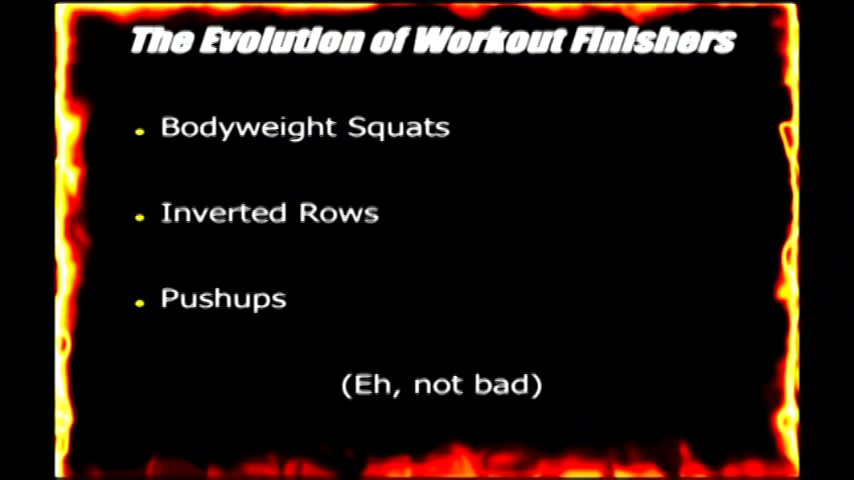 The Evolution of Workout Finishers
• Bodyweight Squats
• Inverted Rows
• Pushups
(Eh, not bad)